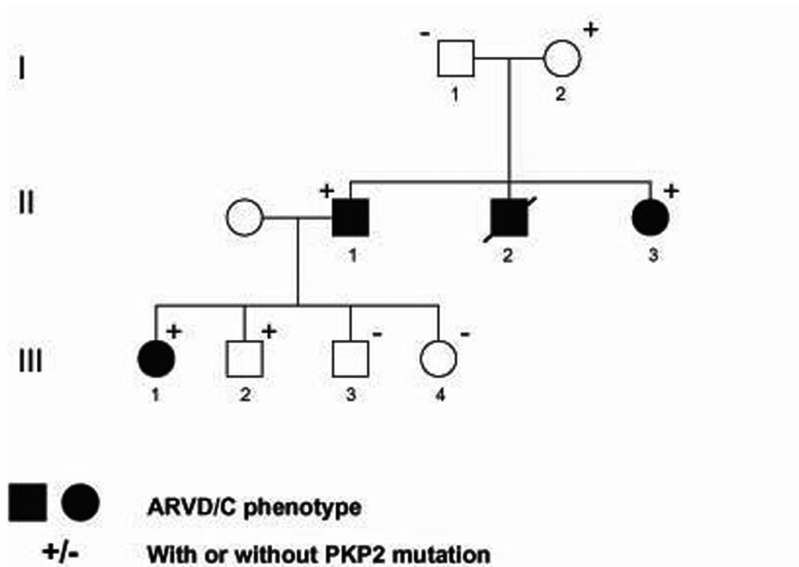 I
- +
1 2
II
+ +
1 2 3
III
+ + - -
1 2 3 4
ARVD/C phenotype
+/- With or without PKP2 mutation